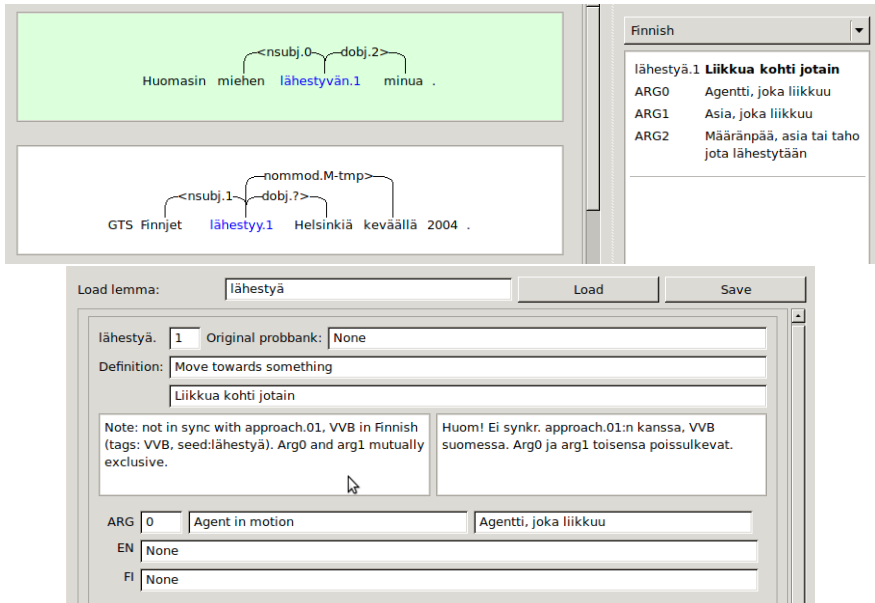 <nsubj.0 dobj.2>
Huomasin miehen lähestyvän.1 minua .
nommod.M-tmp>
<nsubj.1 dobj.?>
GTS Finnjet lähestyy.1 Helsinkiä keväällä 2004 .
Finnish
lähestyä.1 Liikkua kohti jotain
ARG0 Agentti, joka liikkuu
ARG1 Asia, joka liikkuu
ARG2 Määränpää, asia tai taho
jota lähestytään
Load lemma: lähestyä Load Save
lähestyä. 1 Original probbank: None
Definition: Move towards something
Liikkua kohti jotain
Note: not in sync with approach.01, VVB in Finnish
(tags: VVB, seed:lähestyä). Arg0 and arg1 mutually
exclusive.
Huom! Ei synkr. approach.01:n kanssa, VVB
suomessa. Arg0 ja arg1 toisensa poissulkevat.
ARG 0 Agent in motion Agentti, joka liikkuu
EN None
FI None